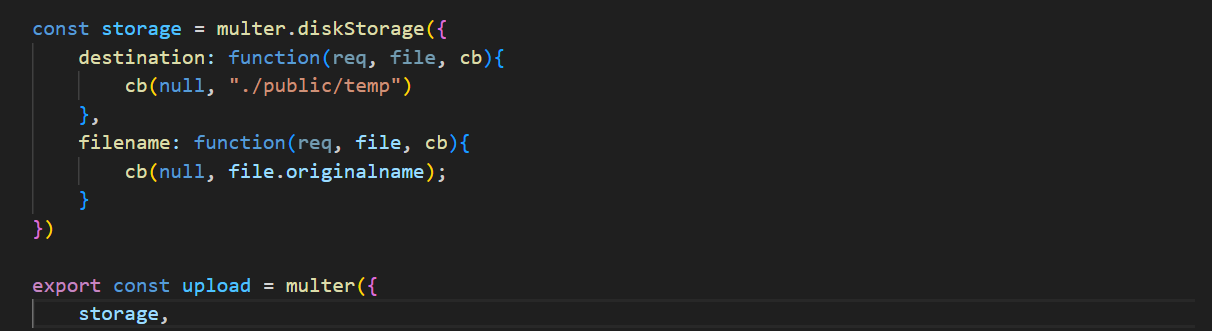 const storage = multer.diskStorage({
    destination: function(req, file, cb){
        cb(null, "./public/temp")
    },
    filename: function(req, file, cb){
        cb(null, file.originalname);
    }
})

export const upload = multer({
    storage,